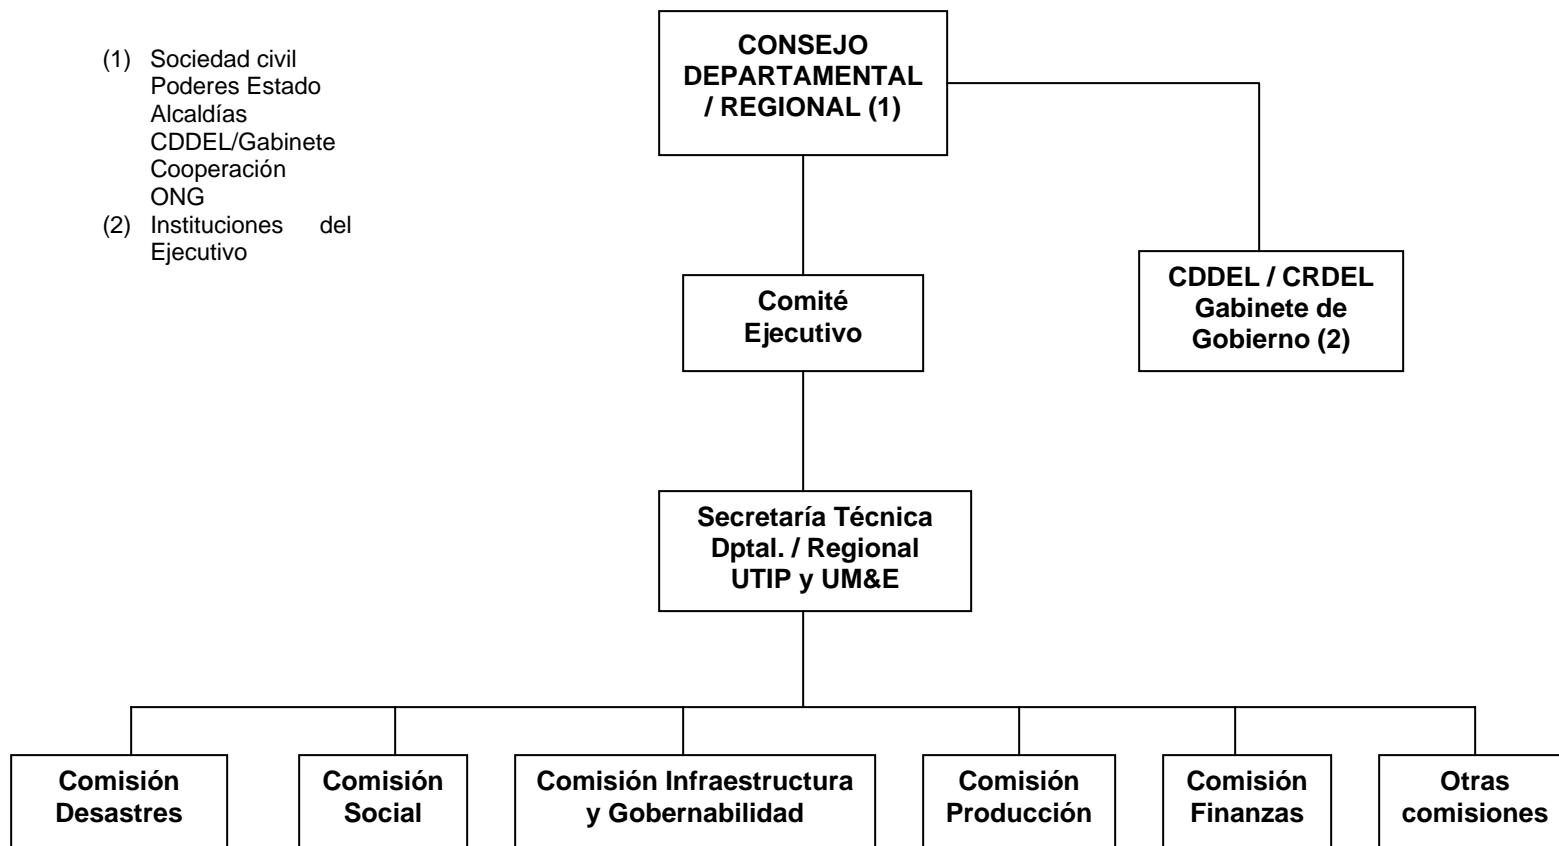 (1) Sociedad civil
Poderes Estado
Alcaldías
CDDEL/Gabinete
Cooperación
ONG
(2) Instituciones del
Ejecutivo
CONSEJO
DEPARTAMENTAL
/ REGIONAL (1)
Comité
Ejecutivo
CDDEL / CRDEL
Gabinete de
Gobierno (2)
Secretaría Técnica
Dptal. / Regional
UTIP y UM&E
Comisión
Desastres
Comisión
Social
Comisión Infraestructura
y Gobernabilidad
Comisión
Producción
Comisión
Finanzas
Otras
comisiones